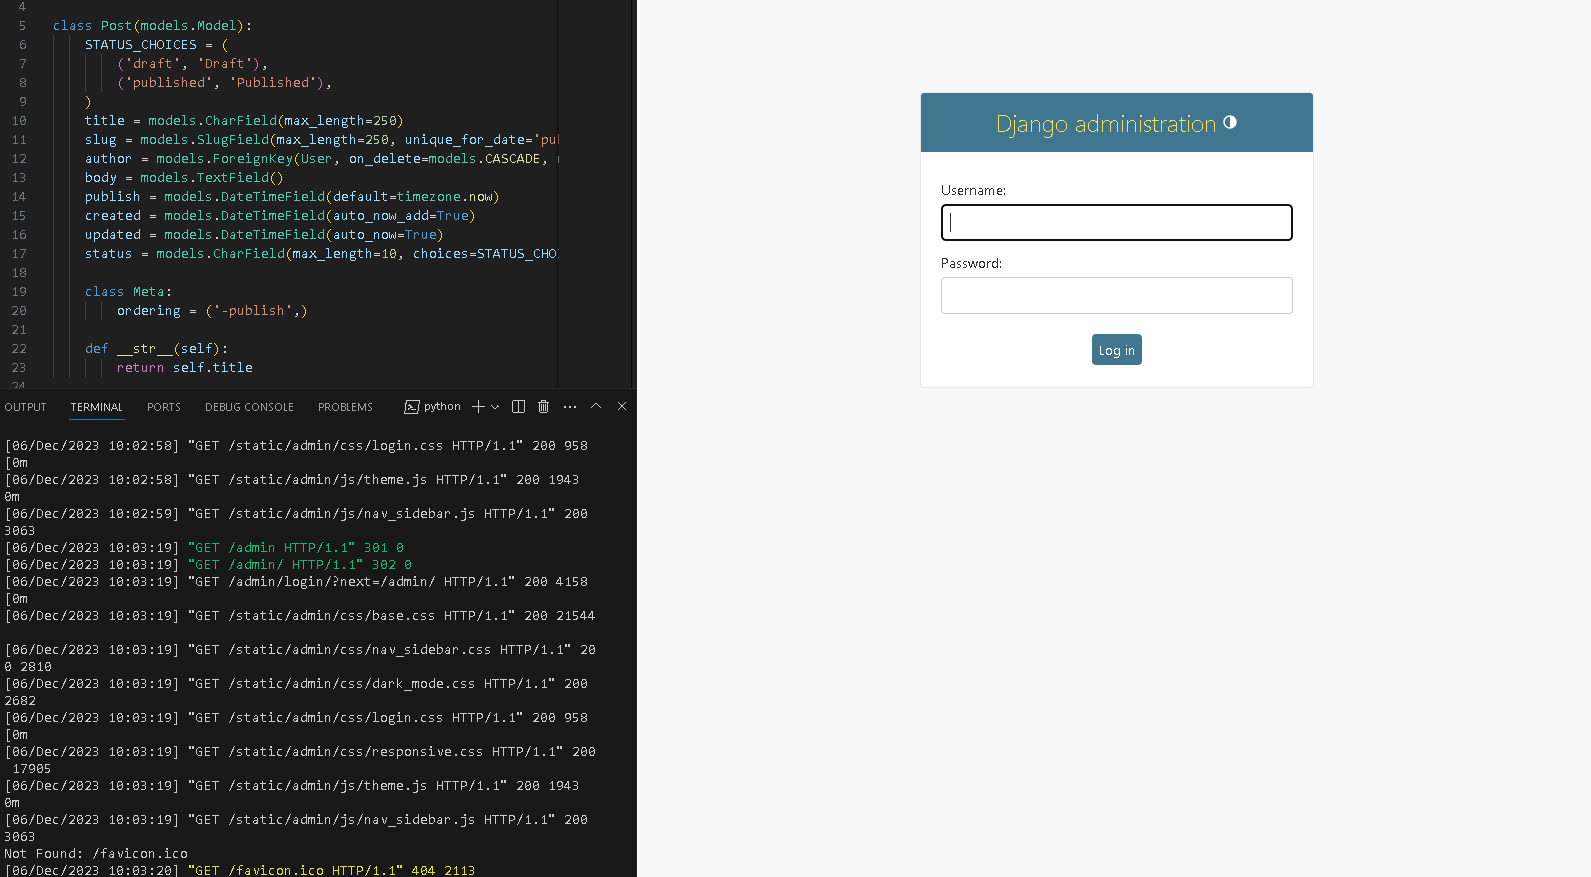 4
5 class Post(models.Model):
6 STATUS_CHOICES = (
7 ('draft', 'Draft'),
8 ('published', 'Published'),
9 )
10 title = models.CharField(max_length=250)
11 slug = models.SlugField(max_length=250, unique_for_date='pu
12 author = models.ForeignKey(User, on_delete=models.CASCADE,
13 body = models.TextField()
14 publish = models.DateTimeField(default=timezone.now)
15 created = models.DateTimeField(auto_now_add=True)
16 updated = models.DateTimeField(auto_now=True)
17 status = models.CharField(max_length=10, choices=STATUS_CHO
18
19 class Meta:
20 ordering = ('-publish',)
21
22 def __str__(self):
23 return self.title
24
OUTPUT TERMINAL PORTS DEBUG CONSOLE PROBLEMS python
[06/Dec/2023 10:02:58] "GET /static/admin/css/login.css HTTP/1.1" 200 958
[0m
[06/Dec/2023 10:02:58] "GET /static/admin/js/theme.js HTTP/1.1" 200 1943
0m
[06/Dec/2023 10:02:59] "GET /static/admin/js/nav_sidebar.js HTTP/1.1" 200
3063
[06/Dec/2023 10:03:19] "GET /admin HTTP/1.1" 301 0
[06/Dec/2023 10:03:19] "GET /admin/ HTTP/1.1" 302 0
[06/Dec/2023 10:03:19] "GET /admin/login/?next=/admin/ HTTP/1.1" 200 4158
[0m
[06/Dec/2023 10:03:19] "GET /static/admin/css/base.css HTTP/1.1" 200 21544
[06/Dec/2023 10:03:19] "GET /static/admin/css/nav_sidebar.css HTTP/1.1" 20
0 2810
[06/Dec/2023 10:03:19] "GET /static/admin/css/dark_mode.css HTTP/1.1" 200
2682
[06/Dec/2023 10:03:19] "GET /static/admin/css/login.css HTTP/1.1" 200 958
[0m
[06/Dec/2023 10:03:19] "GET /static/admin/css/responsive.css HTTP/1.1" 200
17905
[06/Dec/2023 10:03:19] "GET /static/admin/js/theme.js HTTP/1.1" 200 1943
0m
[06/Dec/2023 10:03:19] "GET /static/admin/js/nav_sidebar.js HTTP/1.1" 200
3063
Not Found: /favicon.ico
[06/Dec/2023 10:03:20] "GET /favicon.ico HTTP/1.1" 404 2113
Django administration
Username:
Password:
Log in